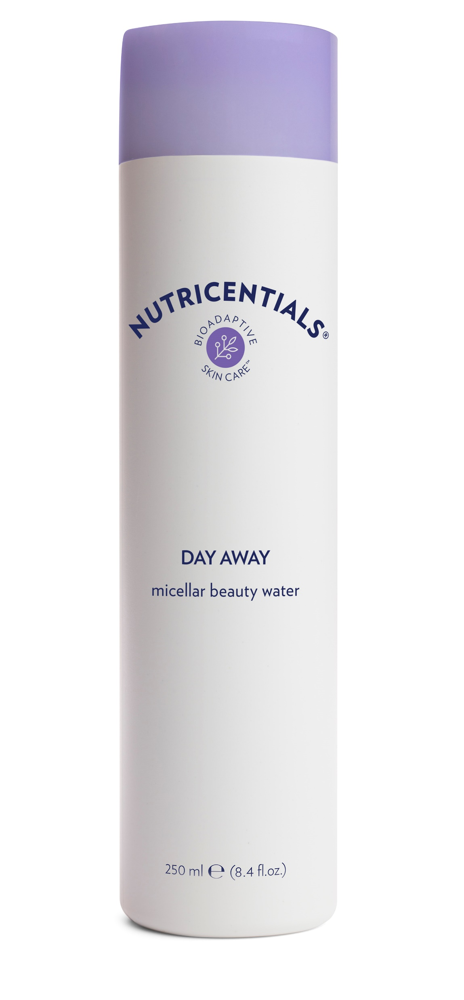 NUTRICENTIALS®
BIOADAPTIVE
SKIN CARE™
DAY AWAY
micellar beauty water
250 ml ℮ (8.4 fl.oz.)